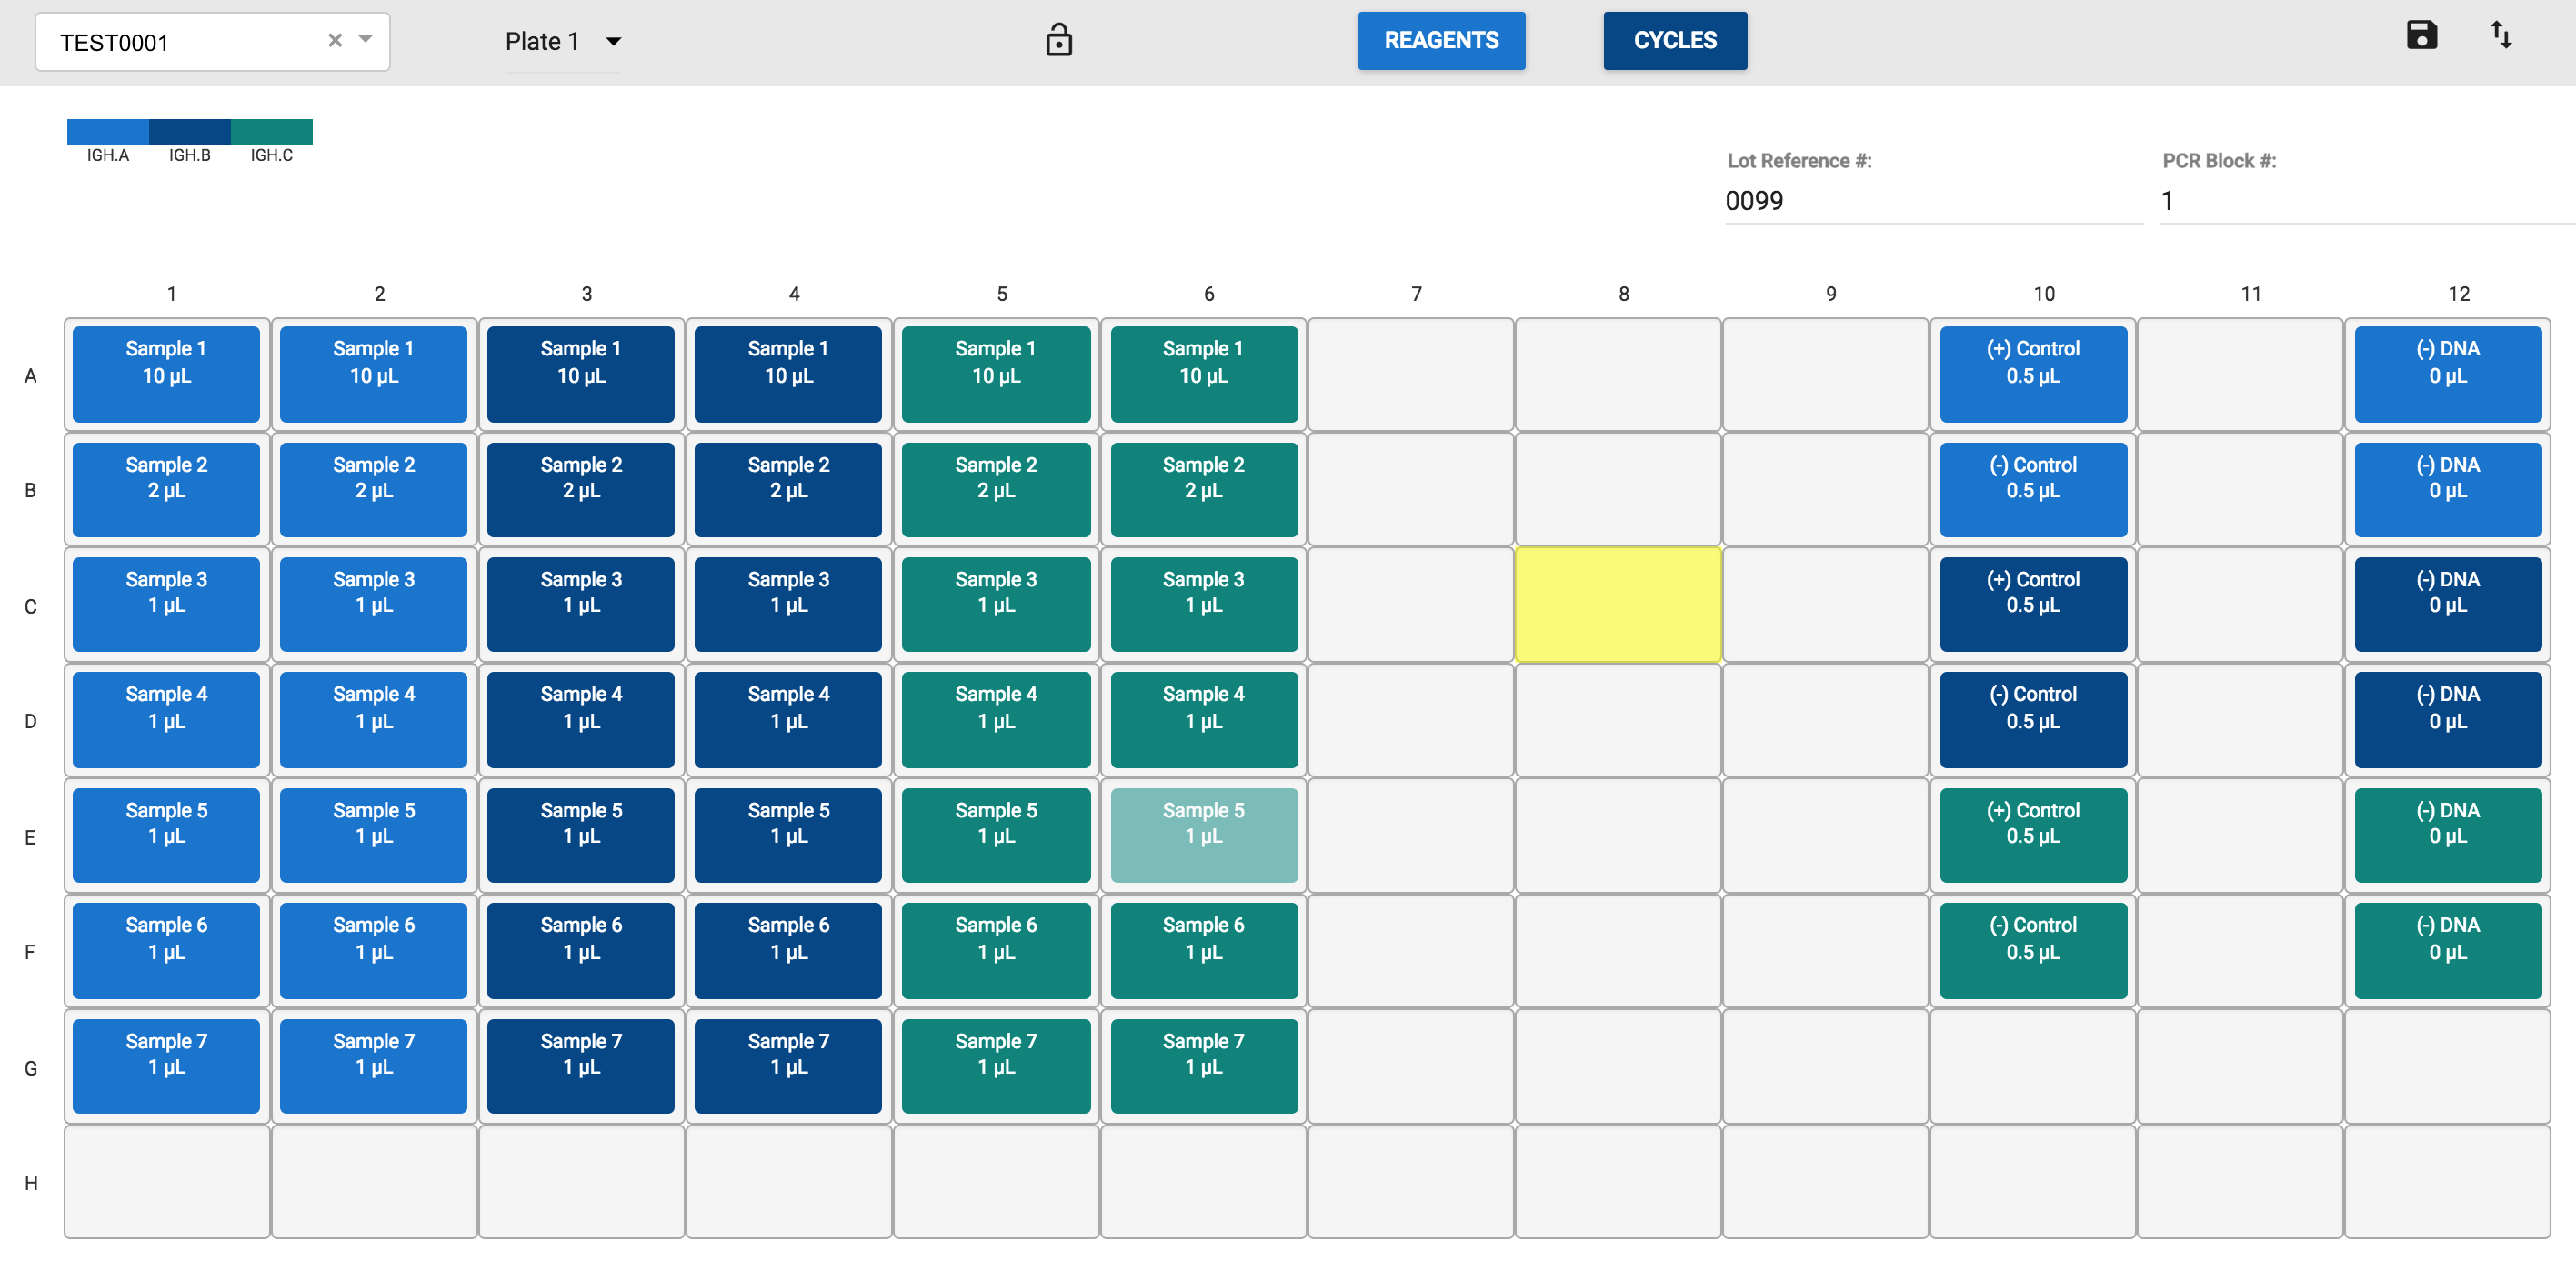 TEST0001 × Plate 1 REAGENTS CYCLES
IGH.A IGH.B IGH.C
Lot Reference #: PCR Block #:
0099 1
1 2 3 4 5 6 7 8 9 10 11 12
A
Sample 1 Sample 1 Sample 1 Sample 1 Sample 1 Sample 1 (+) Control (-) DNA
10 µL 10 µL 10 µL 10 µL 10 µL 10 µL 0.5 µL 0 µL
B
Sample 2 Sample 2 Sample 2 Sample 2 Sample 2 Sample 2 (-) Control (-) DNA
2 µL 2 µL 2 µL 2 µL 2 µL 2 µL 0.5 µL 0 µL
C
Sample 3 Sample 3 Sample 3 Sample 3 Sample 3 Sample 3 (+) Control (-) DNA
1 µL 1 µL 1 µL 1 µL 1 µL 1 µL 0.5 µL 0 µL
D
Sample 4 Sample 4 Sample 4 Sample 4 Sample 4 Sample 4 (-) Control (-) DNA
1 µL 1 µL 1 µL 1 µL 1 µL 1 µL 0.5 µL 0 µL
E
Sample 5 Sample 5 Sample 5 Sample 5 Sample 5 Sample 5 (+) Control (-) DNA
1 µL 1 µL 1 µL 1 µL 1 µL 1 µL 0.5 µL 0 µL
F
Sample 6 Sample 6 Sample 6 Sample 6 Sample 6 Sample 6 (-) Control (-) DNA
1 µL 1 µL 1 µL 1 µL 1 µL 1 µL 0.5 µL 0 µL
G
Sample 7 Sample 7 Sample 7 Sample 7 Sample 7 Sample 7
1 µL 1 µL 1 µL 1 µL 1 µL 1 µL
H